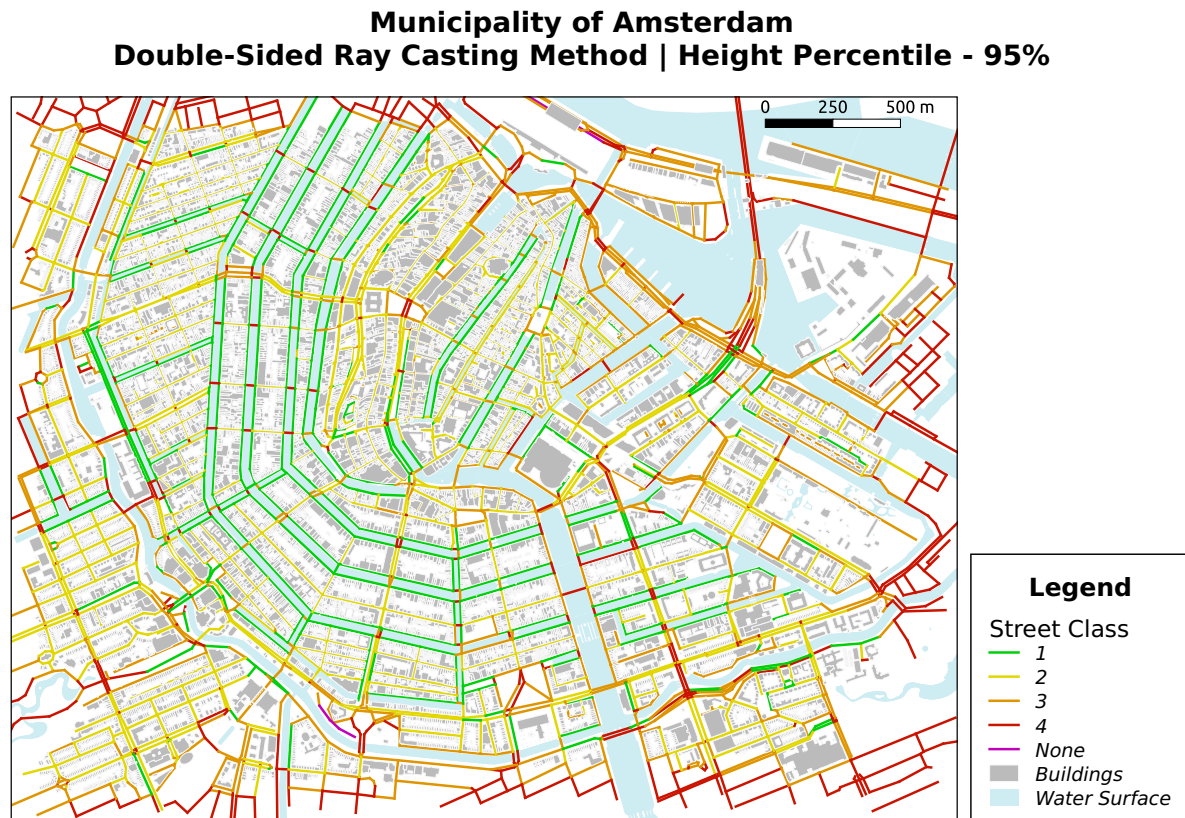 Municipality of Amsterdam
Double-Sided Ray Casting Method | Height Percentile - 95%
0 250 500 m
Legend
Street Class
1
2
3
4
None
Buildings
Water Surface